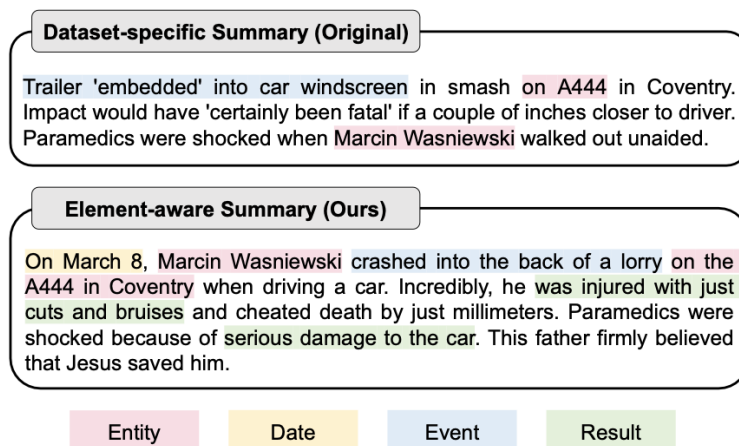 Dataset-specific Summary (Original)
Trailer 'embedded' into car windscreen in smash on A444 in Coventry.
Impact would have 'certainly been fatal' if a couple of inches closer to driver.
Paramedics were shocked when Marcin Wasniewski walked out unaided.
Element-aware Summary (Ours)
On March 8, Marcin Wasniewski crashed into the back of a lorry on the
A444 in Coventry when driving a car. Incredibly, he was injured with just
cuts and bruises and cheated death by just millimeters. Paramedics were
shocked because of serious damage to the car. This father firmly believed
that Jesus saved him.
Entity Date Event Result